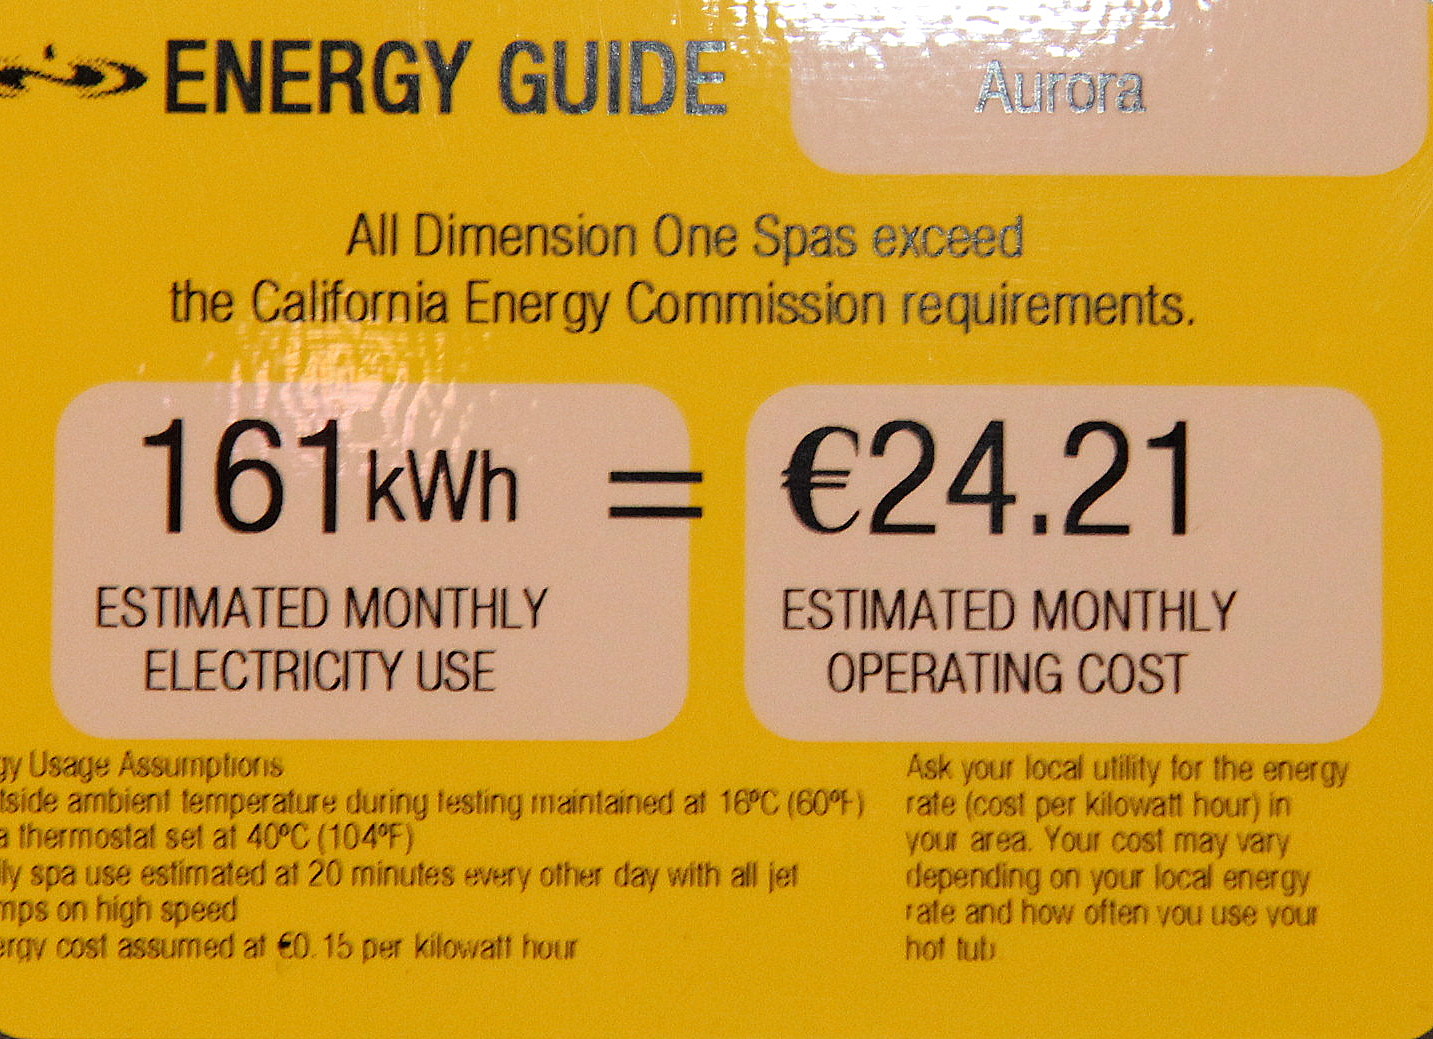 ENERGY GUIDE
Aurora
All Dimension One Spas exceed
the California Energy Commission requirements.
161kWh = €24.21
ESTIMATED MONTHLY
ELECTRICITY USE
ESTIMATED MONTHLY
OPERATING COST
gy Usage Assumptions
tside ambient temperature during testing maintained at 16ºC (60ºF)
a thermostat set at 40ºC (104ºF)
ily spa use estimated at 20 minutes every other day with all jet
mps on high speed
ergy cost assumed at €0.15 per kilowatt hour
Ask your local utility for the energy
rate (cost per kilowatt hour) in
your area. Your cost may vary
depending on your local energy
rate and how often you use your
hot tub.